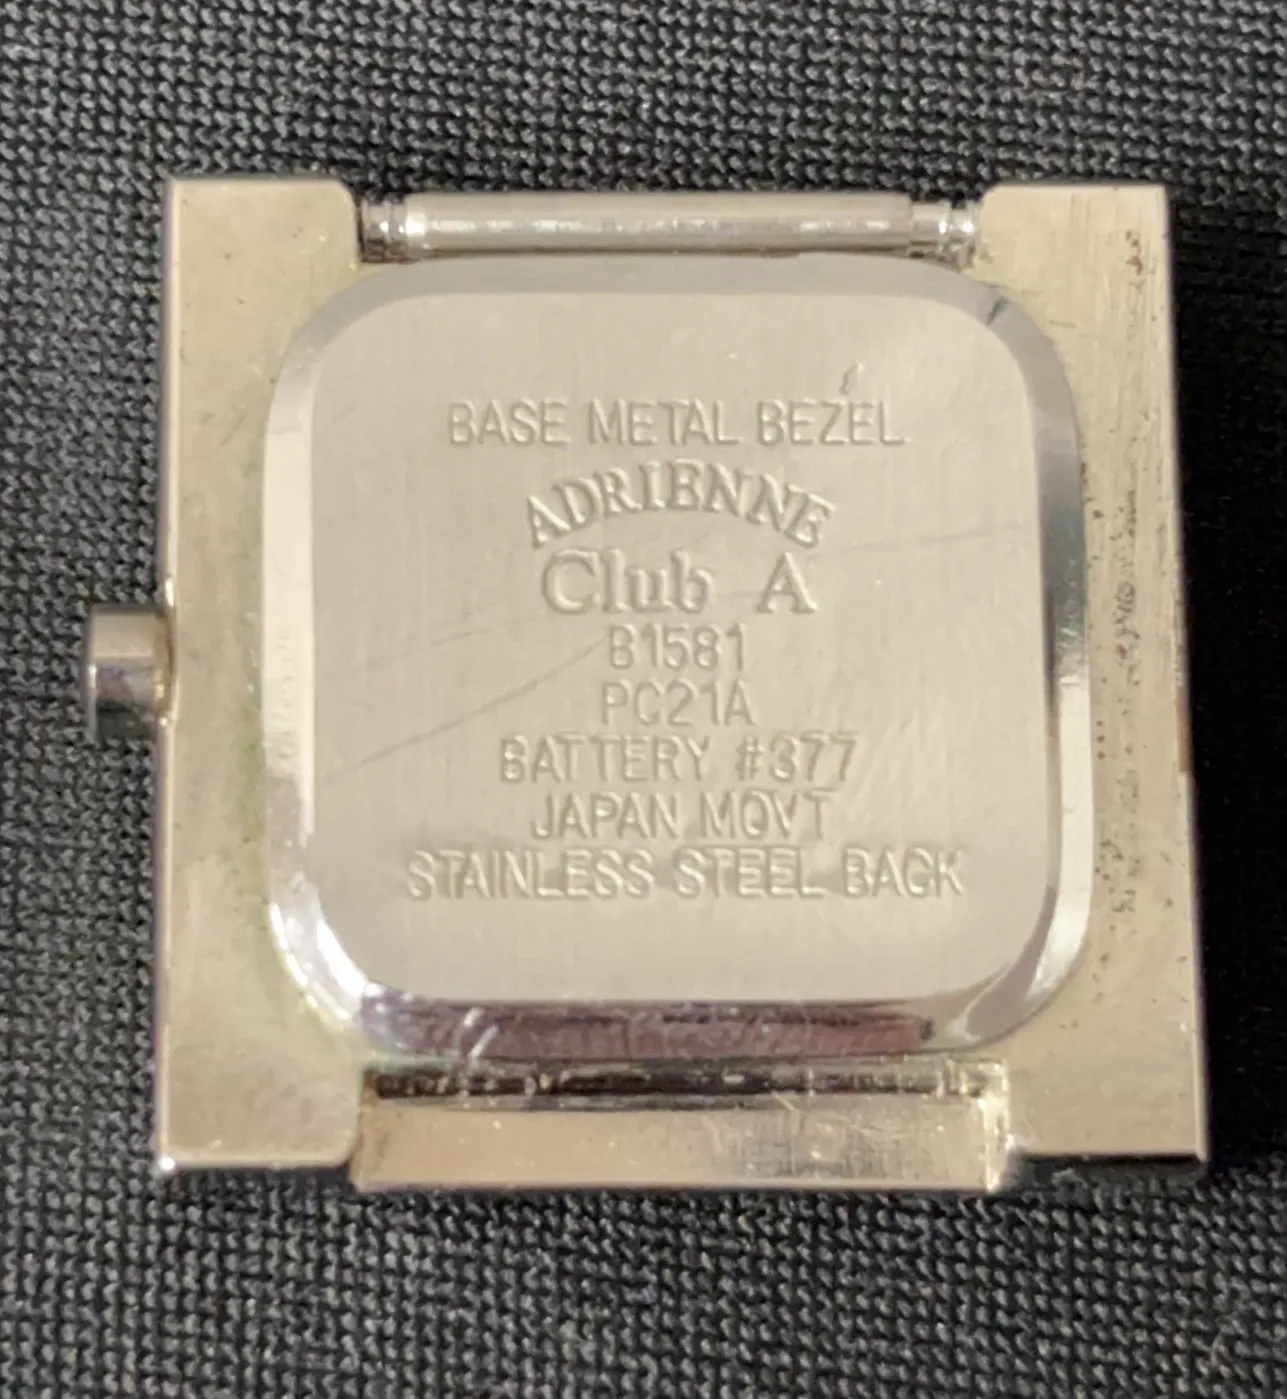 BASE METAL BEZEL
ADRIENNE
Club A
B1581
PC21A
BATTERY #377
JAPAN MOVT
STAINLESS STEEL BACK